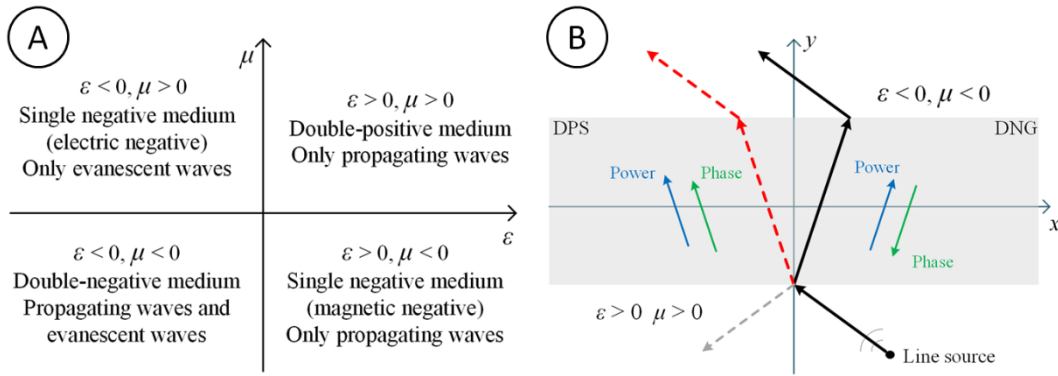 A
μ
ε < 0, μ > 0
Single negative medium
(electric negative)
Only evanescent waves
ε > 0, μ > 0
Double-positive medium
Only propagating waves
ε
ε < 0, μ < 0
Double-negative medium
Propagating waves and
evanescent waves
ε > 0, μ < 0
Single negative medium
(magnetic negative)
Only propagating waves
B
y
ε < 0, μ < 0
DPS
DNG
Power
Phase
Power
x
Phase
ε > 0 μ > 0
Line source